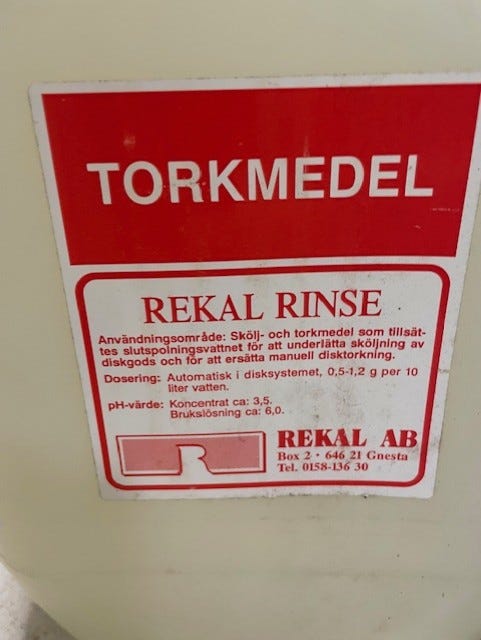 TORKMEDEL
REKAL RINSE
Användningsområde: Skölj- och torkmedel som tillsät-
tes slutspolningsvattnet för att underlätta sköljning av
diskgods och för att ersätta manuell disktorkning.
Dosering: Automatisk i disksystemet, 0,5-1,2 g per 10
liter vatten.
pH-värde: Koncentrat ca: 3,5.
Brukslösning ca: 6,0.
R
REKAL AB
Box 2 • 646 21 Gnesta
Tel. 0158-136 30